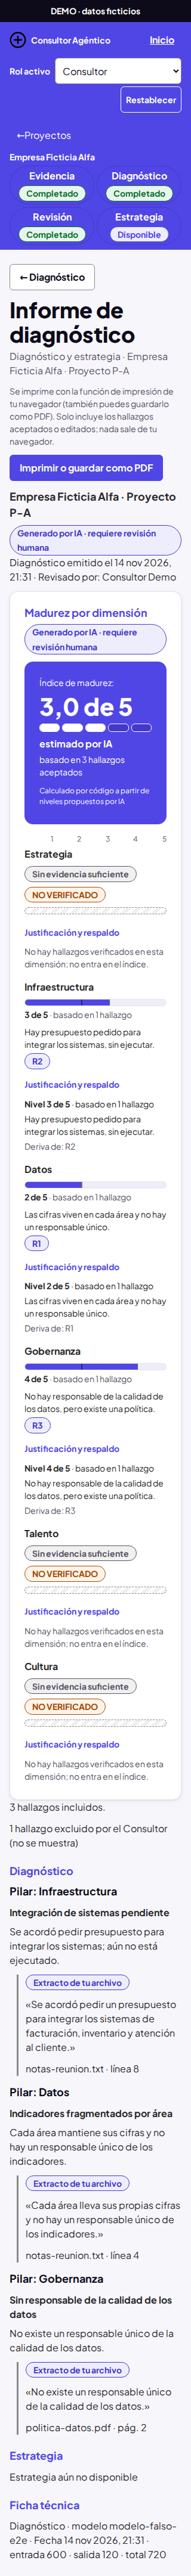 DEMO · datos ficticios
Consultor Agéntico
Inicio
Rol activo
Consultor
Restablecer
←Proyectos
Empresa Ficticia Alfa
Evidencia
Completado
Diagnóstico
Completado
Revisión
Completado
Estrategia
Disponible
← Diagnóstico
Informe de
diagnóstico
Diagnóstico y estrategia · Empresa
Ficticia Alfa · Proyecto P-A
Se imprime con la función de impresión de
tu navegador (también puedes guardarlo
como PDF). Solo incluye los hallazgos
aceptados o editados; nada sale de tu
navegador.
Imprimir o guardar como PDF
Empresa Ficticia Alfa · Proyecto
P-A
Generado por IA · requiere revisión
humana
Diagnóstico emitido el 14 nov 2026,
21:31 · Revisado por: Consultor Demo
Madurez por dimensión
Generado por IA · requiere
revisión humana
Índice de madurez:
3,0 de 5
estimado por IA
basado en 3 hallazgos
aceptados
Calculado por código a partir de
niveles propuestos por IA
1 2 3 4 5
Estrategia
Sin evidencia suficiente
NO VERIFICADO
Justificación y respaldo
No hay hallazgos verificados en esta
dimensión; no entra en el índice.
Infraestructura
3 de 5 · basado en 1 hallazgo
Hay presupuesto pedido para
integrar los sistemas, sin ejecutar.
R2
Justificación y respaldo
Nivel 3 de 5 · basado en 1 hallazgo
Hay presupuesto pedido para
integrar los sistemas, sin ejecutar.
Deriva de: R2
Datos
2 de 5 · basado en 1 hallazgo
Las cifras viven en cada área y no hay
un responsable único.
R1
Justificación y respaldo
Nivel 2 de 5 · basado en 1 hallazgo
Las cifras viven en cada área y no hay
un responsable único.
Deriva de: R1
Gobernanza
4 de 5 · basado en 1 hallazgo
No hay responsable de la calidad de
los datos, pero existe una política.
R3
Justificación y respaldo
Nivel 4 de 5 · basado en 1 hallazgo
No hay responsable de la calidad de
los datos, pero existe una política.
Deriva de: R3
Talento
Sin evidencia suficiente
NO VERIFICADO
Justificación y respaldo
No hay hallazgos verificados en esta
dimensión; no entra en el índice.
Cultura
Sin evidencia suficiente
NO VERIFICADO
Justificación y respaldo
No hay hallazgos verificados en esta
dimensión; no entra en el índice.
3 hallazgos incluidos.
1 hallazgo excluido por el Consultor
(no se muestra)
Diagnóstico
Pilar: Infraestructura
Integración de sistemas pendiente
Se acordó pedir presupuesto para
integrar los sistemas; aún no está
ejecutado.
Extracto de tu archivo
«Se acordó pedir un presupuesto
para integrar los sistemas de
facturación, inventario y atención
al cliente.»
notas-reunion.txt · línea 8
Pilar: Datos
Indicadores fragmentados por área
Cada área mantiene sus cifras y no
hay un responsable único de los
indicadores.
Extracto de tu archivo
«Cada área lleva sus propias cifras
y no hay un responsable único de
los indicadores.»
notas-reunion.txt · línea 4
Pilar: Gobernanza
Sin responsable de la calidad de los
datos
No existe un responsable único de la
calidad de los datos.
Extracto de tu archivo
«No existe un responsable único
de la calidad de los datos.»
politica-datos.pdf · pág. 2
Estrategia
Estrategia aún no disponible
Ficha técnica
Diagnóstico · modelo modelo-falso-
e2e · Fecha 14 nov 2026, 21:31 ·
entrada 600 · salida 120 · total 720